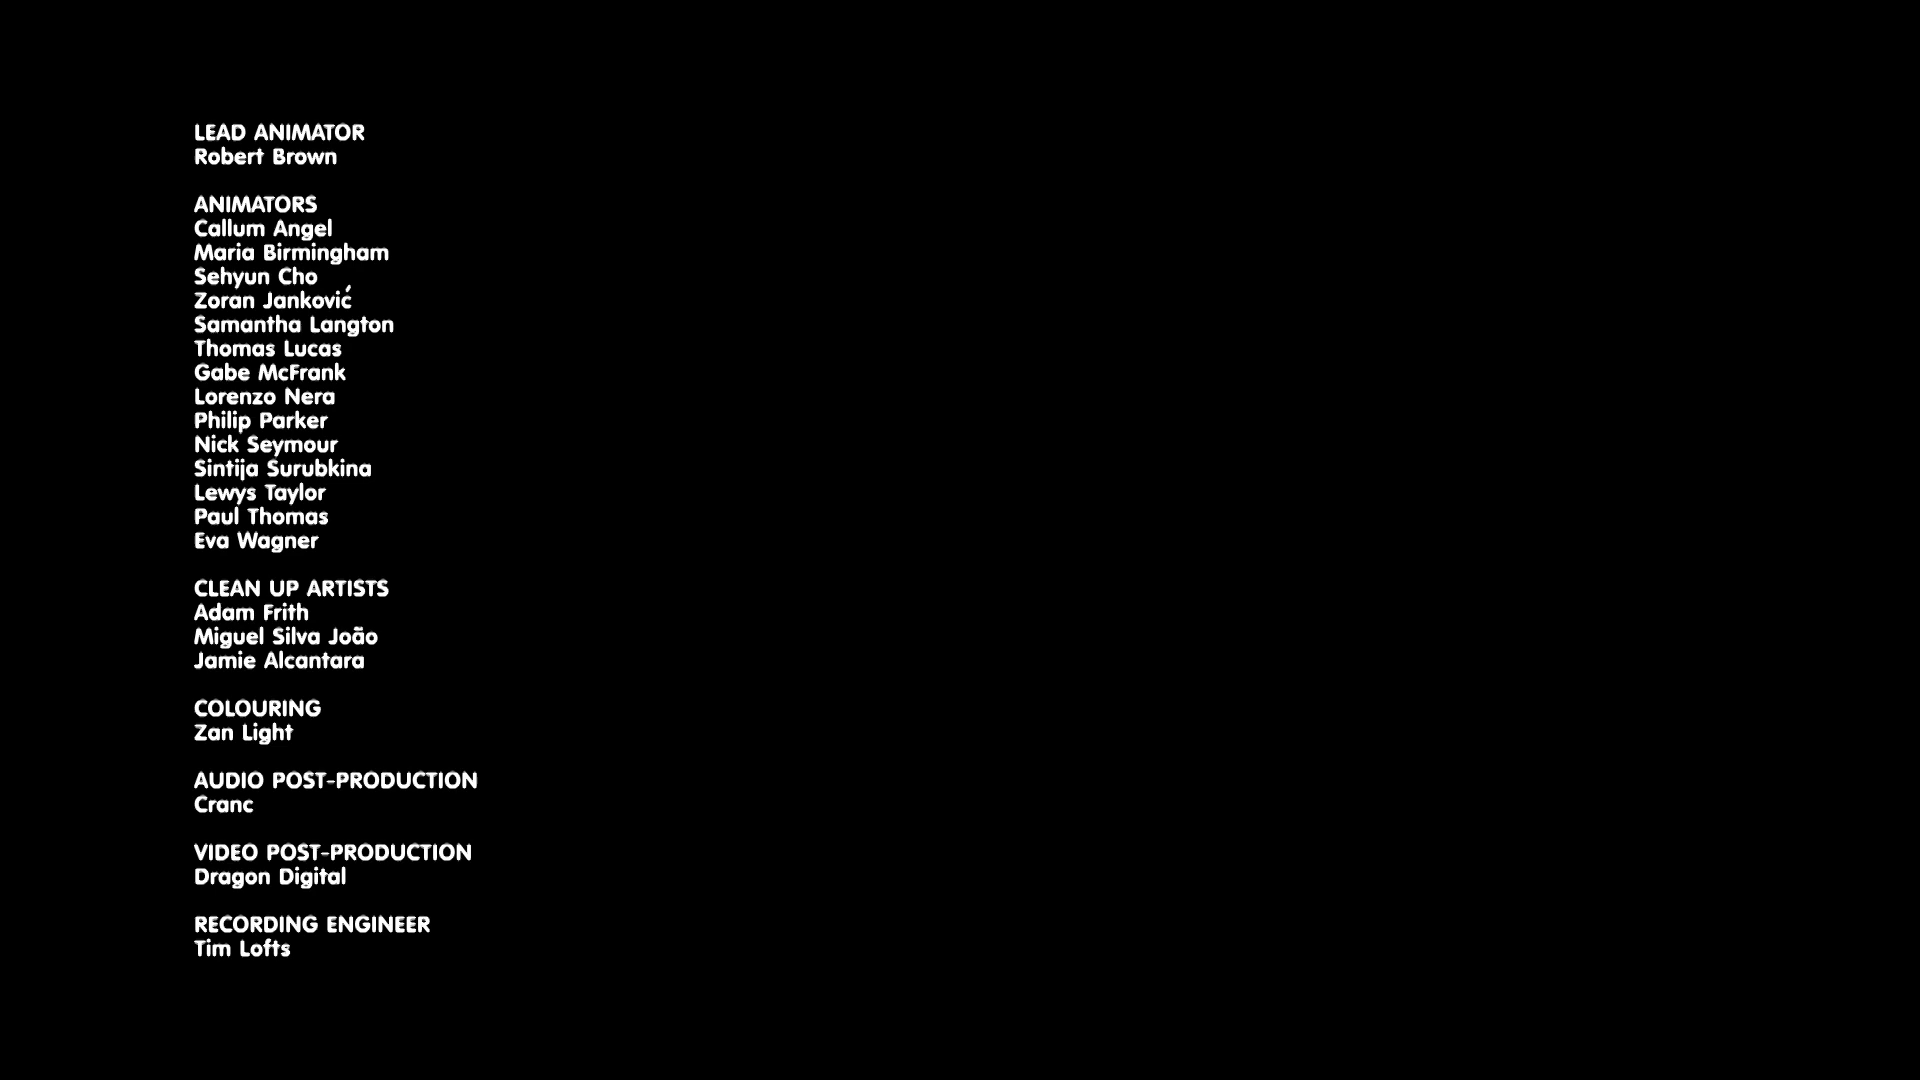 LEAD ANIMATOR
Robert Brown
ANIMATORS
Callum Angel
Maria Birmingham
Sehyun Cho
Zoran Janković
Samantha Langton
Thomas Lucas
Gabe McFrank
Lorenzo Nera
Philip Parker
Nick Seymour
Sintija Surubkina
Lewys Taylor
Paul Thomas
Eva Wagner
CLEAN UP ARTISTS
Adam Frith
Miguel Silva João
Jamie Alcantara
COLOURING
Zan Light
AUDIO POST-PRODUCTION
Cranc
VIDEO POST-PRODUCTION
Dragon Digital
RECORDING ENGINEER
Tim Lofts